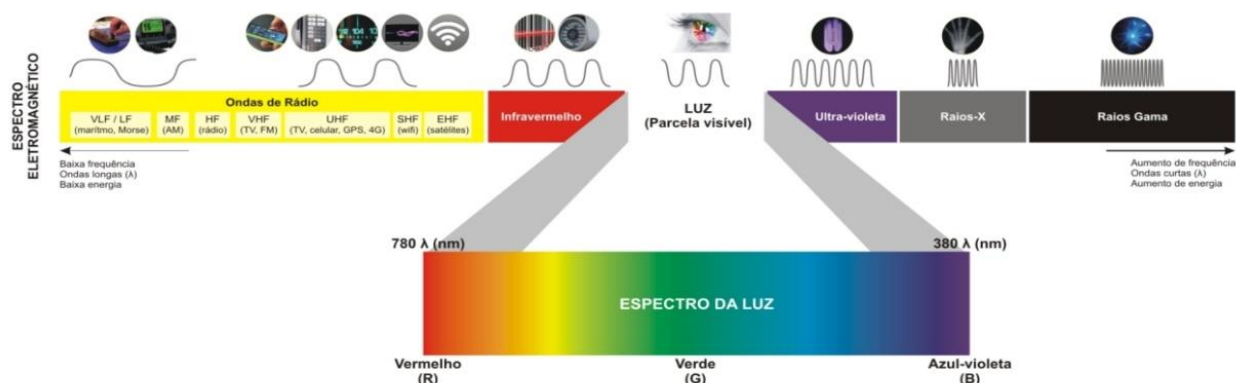 ESPECTRO
ELETROMAGNÉTICO
Ondas de Rádio
VLF / LF
(marítmo, Morse)
MF
(AM)
HF
(rádio)
VHF
(TV, FM)
UHF
(TV, celular, GPS, 4G)
SHF
(wifi)
EHF
(satélites)
Infravermelho
LUZ
(Parcela visível)
Ultra-violeta
Raios-X
Raios Gama
Baixa frequência
Ondas longas (λ)
Baixa energia
Aumento de frequência
Ondas curtas (λ)
Aumento de energia
780 λ (nm)
380 λ (nm)
ESPECTRO DA LUZ
Vermelho
(R)
Verde
(G)
Azul-violeta
(B)